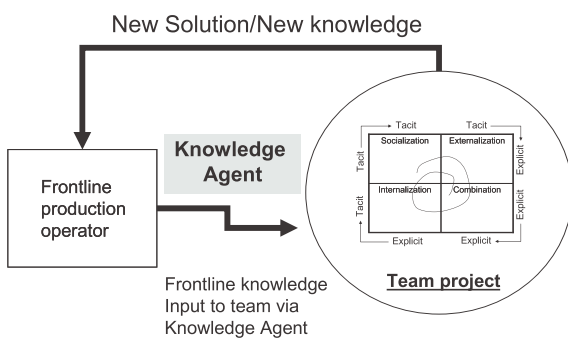 New Solution/New knowledge
Knowledge
Agent
Frontline
production
operator
Frontline knowledge
Input to team via
Knowledge Agent
Tacit
Tacit
Tacit
Socialization
Externalization
Explicit
Internalization
Combination
Tacit
Explicit
Explicit
Explicit
Team project